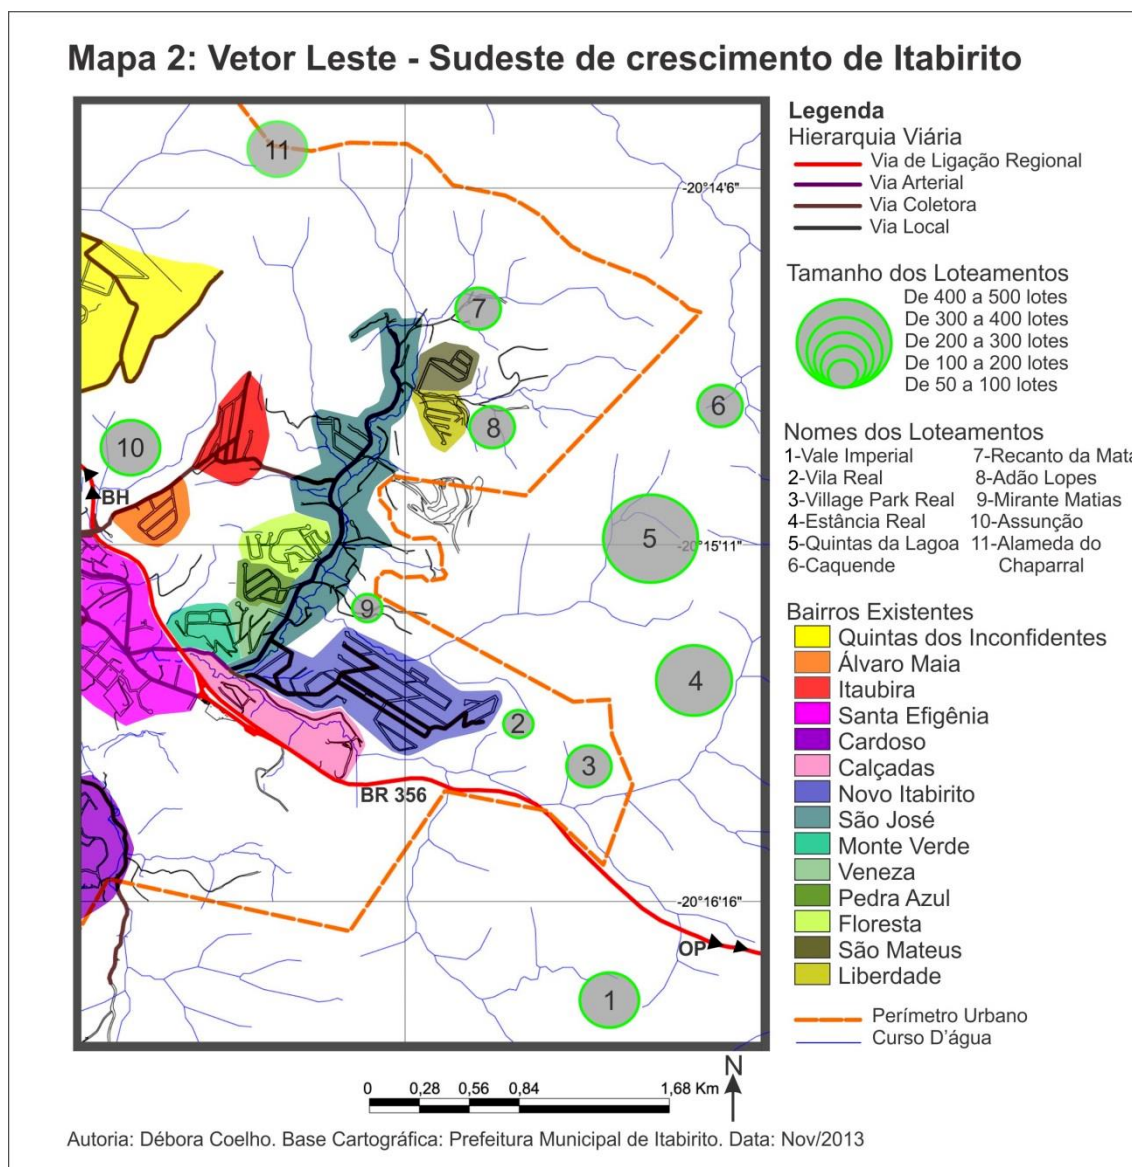 Mapa 2: Vetor Leste - Sudeste de crescimento de Itabirito
11
-20°14'6"
7
6
8
10
BH
5
-20°15'11"
9
4
2
3
BR 356
-20°16'16"
OP
1
Legenda
Hierarquia Viária
Via de Ligação Regional
Via Arterial
Via Coletora
Via Local
Tamanho dos Loteamentos
De 400 a 500 lotes
De 300 a 400 lotes
De 200 a 300 lotes
De 100 a 200 lotes
De 50 a 100 lotes
Nomes dos Loteamentos
1-Vale Imperial 7-Recanto da Mata
2-Vila Real 8-Adão Lopes
3-Village Park Real 9-Mirante Matias
4-Estância Real 10-Assunção
5-Quintas da Lagoa 11-Alameda do
6-Caquende Chaparral
Bairros Existentes
Quintas dos Inconfidentes
Álvaro Maia
Itaubira
Santa Efigênia
Cardoso
Calçadas
Novo Itabirito
São José
Monte Verde
Veneza
Pedra Azul
Floresta
São Mateus
Liberdade
Perímetro Urbano
Curso D'água
N
0 0,28 0,56 0,84 1,68 Km
Autoria: Débora Coelho. Base Cartográfica: Prefeitura Municipal de Itabirito. Data: Nov/2013